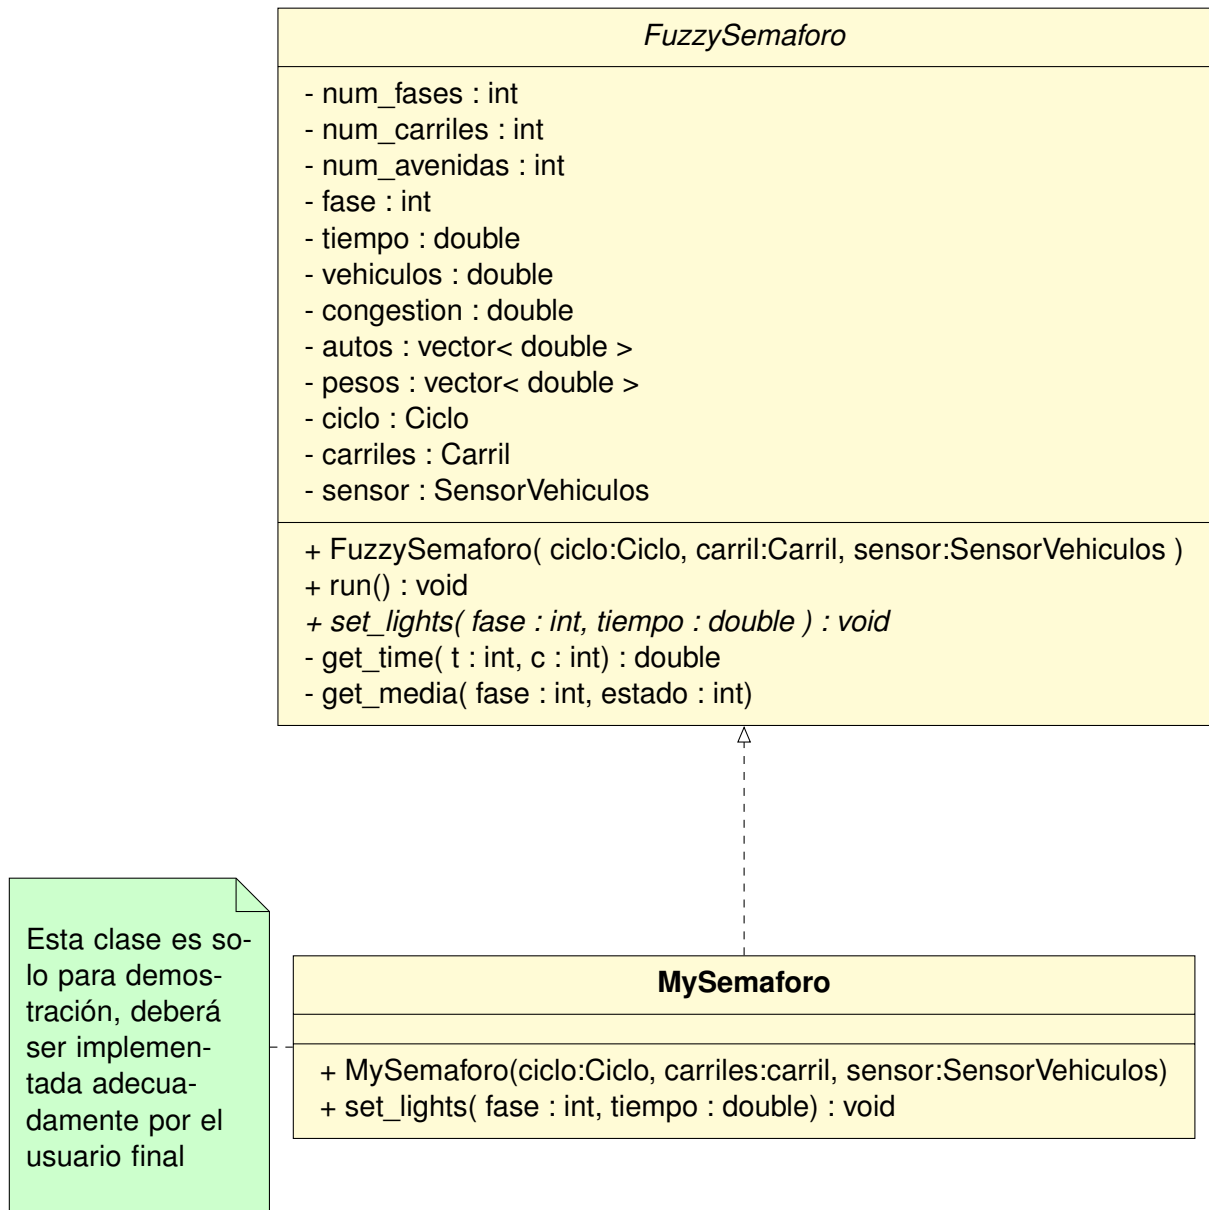 FuzzySemaforo
- num_fases : int
- num_carriles : int
- num_avenidas : int
- fase : int
- tiempo : double
- vehiculos : double
- congestion : double
- autos : vector< double >
- pesos : vector< double >
- ciclo : Ciclo
- carriles : Carril
- sensor : SensorVehiculos
+ FuzzySemaforo( ciclo:Ciclo, carril:Carril, sensor:SensorVehiculos )
+ run() : void
+ set_lights( fase : int, tiempo : double ) : void
- get_time( t : int, c : int) : double
- get_media( fase : int, estado : int)
Esta clase es so-
lo para demos-
tración, deberá
ser implemen-
tada adecua-
damente por el
usuario final
MySemaforo
+ MySemaforo(ciclo:Ciclo, carriles:carril, sensor:SensorVehiculos)
+ set_lights( fase : int, tiempo : double) : void